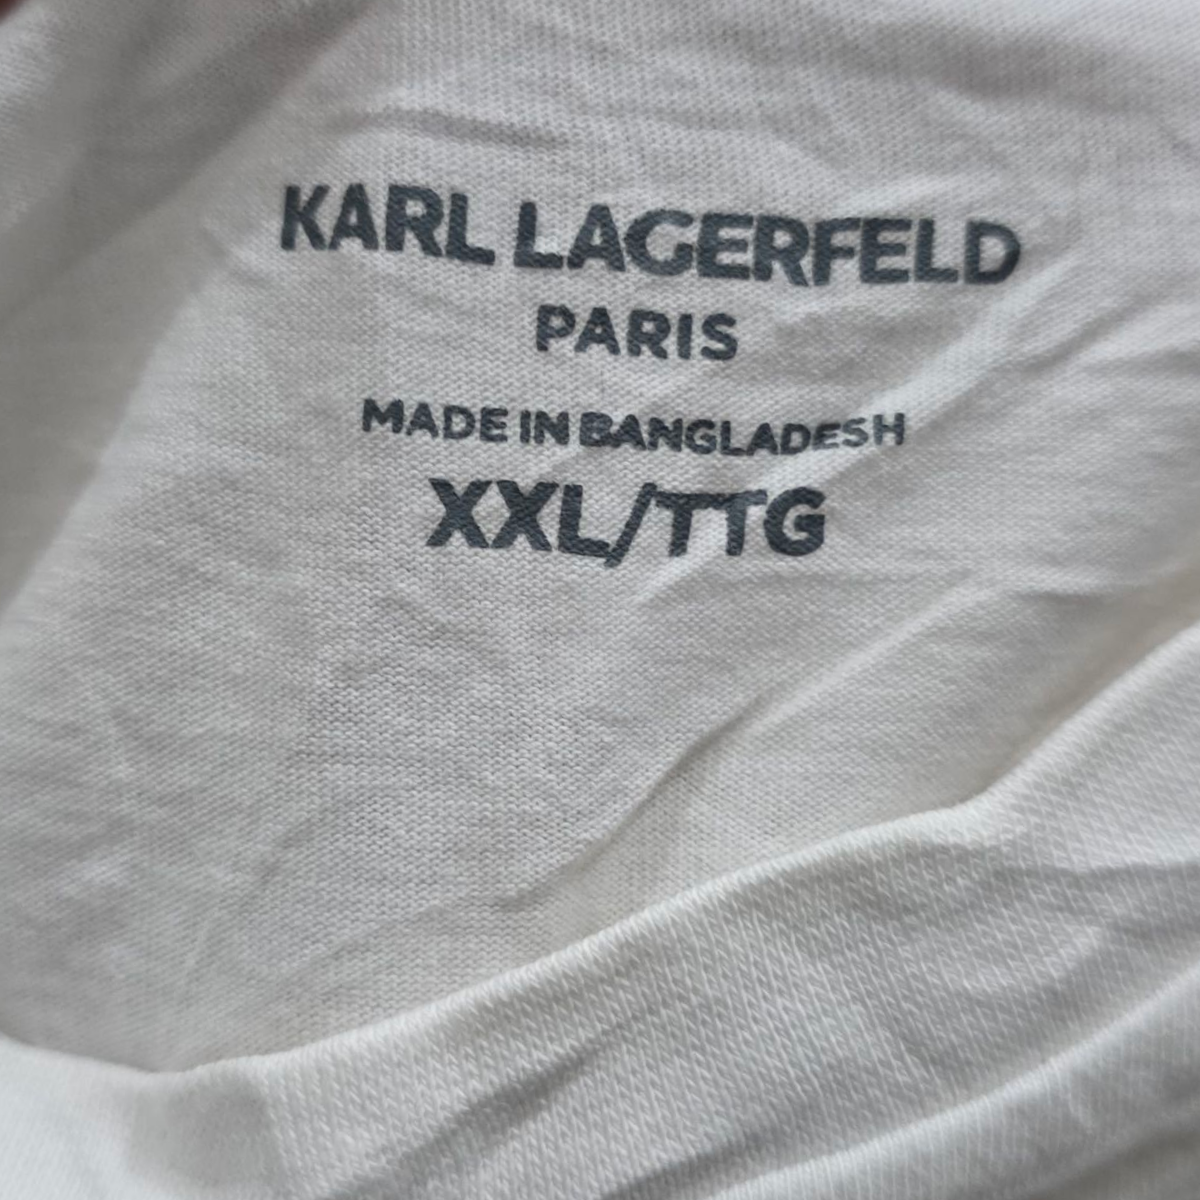 KARL LAGERFELD
PARIS
MADE IN BANGLADESH
XXL/TTG